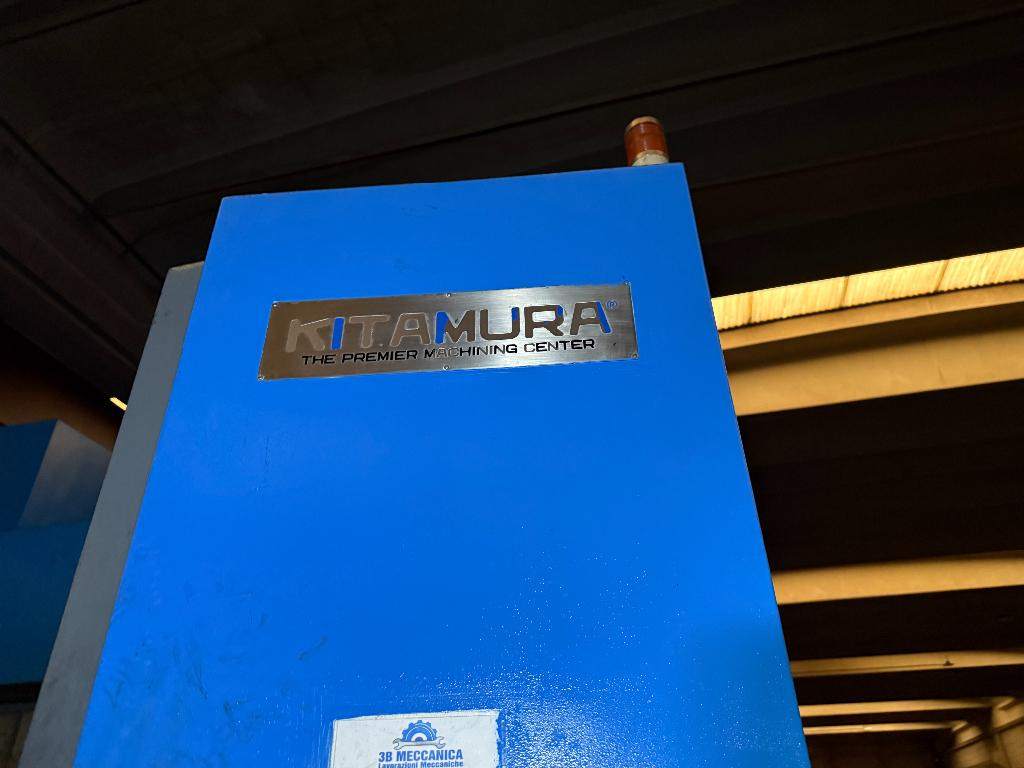 KITAMURA®
THE PREMIER MACHINING CENTER
3B MECCANICA
Lavorazioni Meccaniche